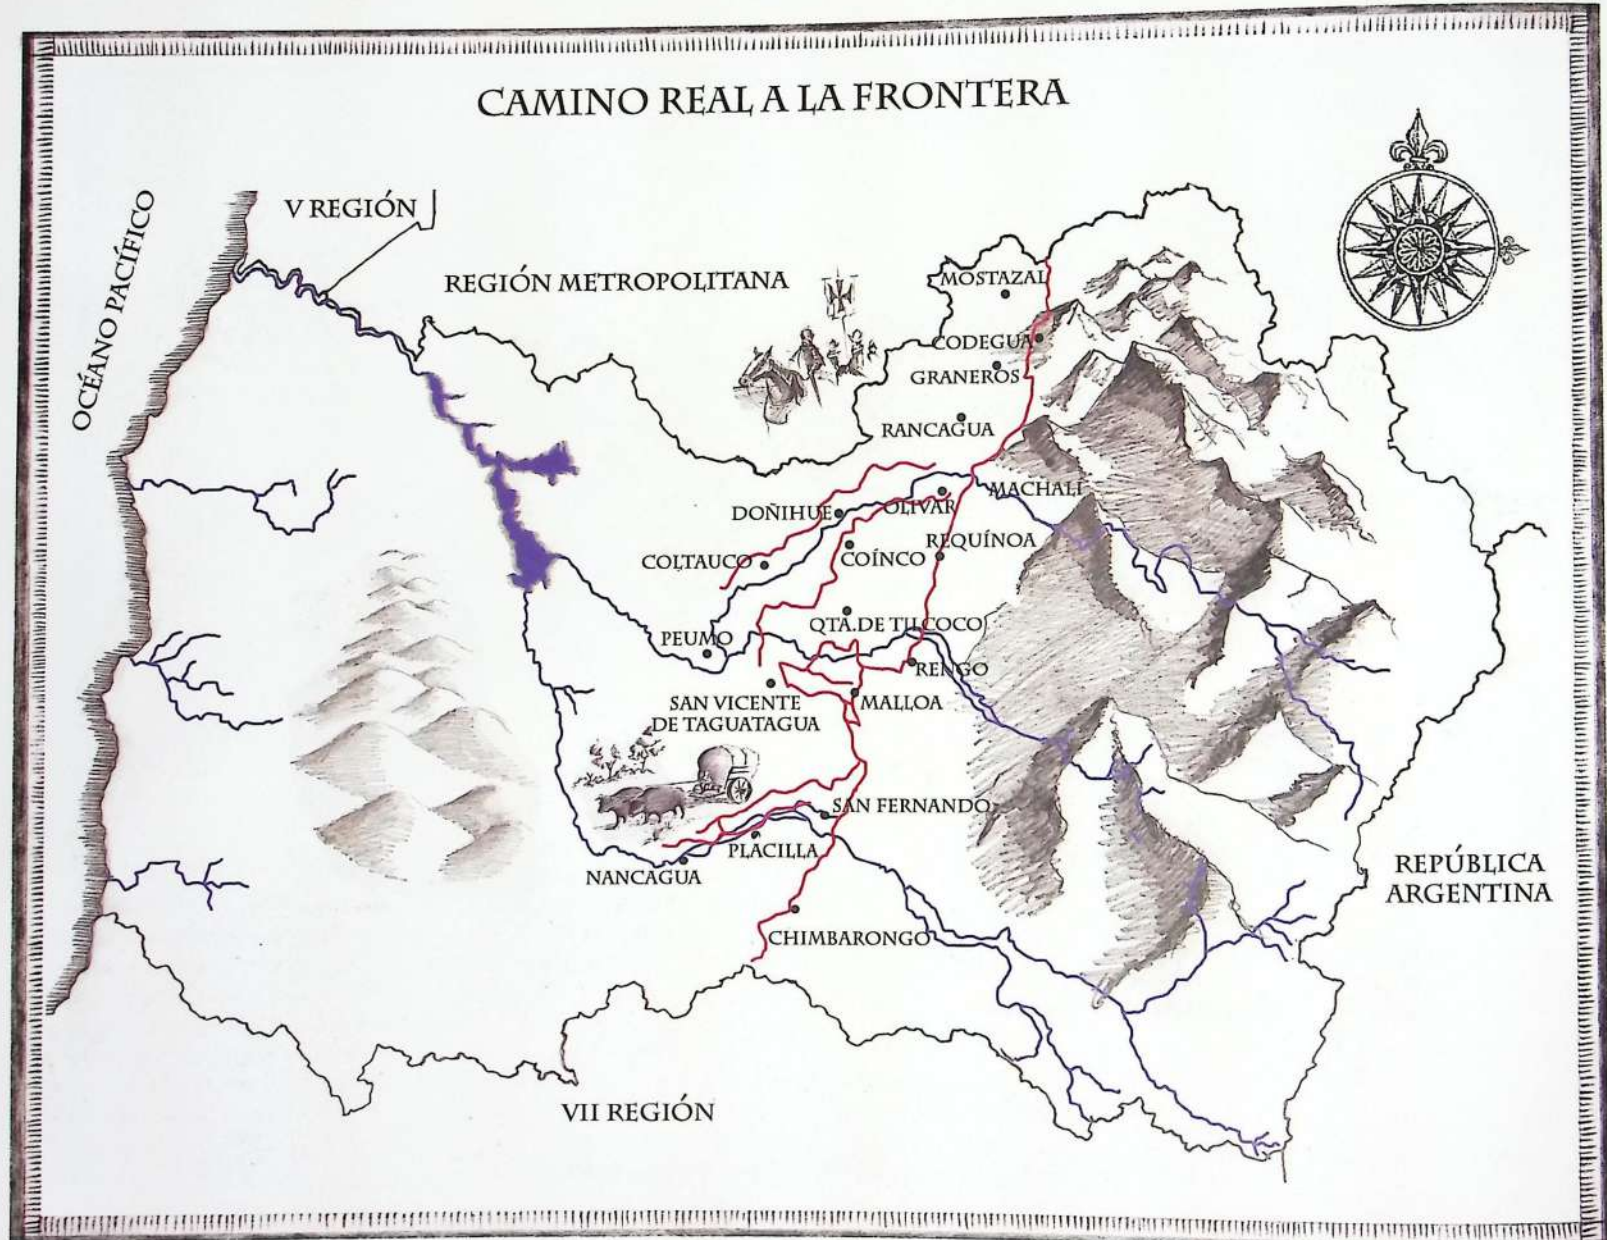 CAMINO REAL A LA FRONTERA
V REGIÓN
OCÉANO PACÍFICO
REGIÓN METROPOLITANA
MOSTAZAL
CODEGUA
GRANEROS
RANCAGUA
MACHALÍ
DOÑIHUE
OLIVAR
REQUÍNOA
COLTAUCO
COÍNCO
QTA. DE TILCOCO
PEUMO
RENGO
SAN VICENTE
DE TAGUATAGUA
MALLOA
SAN FERNANDO
PLACILLA
NANCAGUA
REPÚBLICA
ARGENTINA
CHIMBARONGO
VII REGIÓN